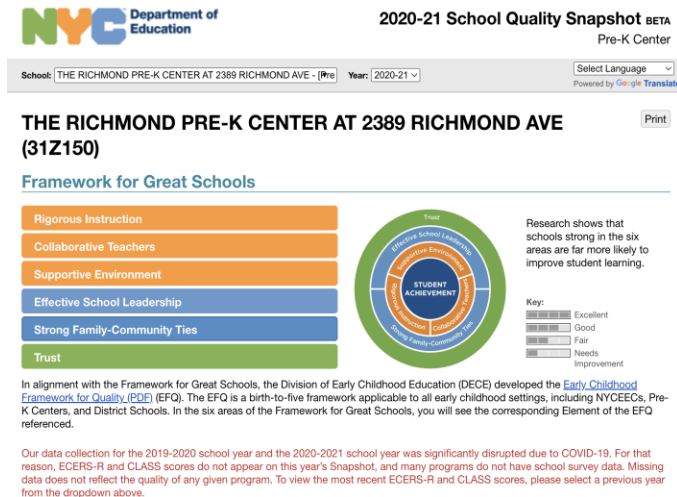 NYC Department of
Education
2020-21 School Quality Snapshot BETA
Pre-K Center
School: THE RICHMOND PRE-K CENTER AT 2389 RICHMOND AVE - [Pre
Year: 2020-21
Select Language
Powered by Google Translate
THE RICHMOND PRE-K CENTER AT 2389 RICHMOND AVE
(31Z150)
Print
Framework for Great Schools
Rigorous Instruction
Collaborative Teachers
Supportive Environment
Effective School Leadership
Strong Family-Community Ties
Trust
Trust
Effective School Leadership
Supportive Environment
STUDENT
ACHIEVEMENT
Rigorous Instruction
Collaborative Teachers
Strong Family-Community Ties
Research shows that
schools strong in the six
areas are far more likely to
improve student learning.
Key:
Excellent
Good
Fair
Needs
Improvement
In alignment with the Framework for Great Schools, the Division of Early Childhood Education (DECE) developed the Early Childhood
Framework for Quality (PDF) (EFQ). The EFQ is a birth-to-five framework applicable to all early childhood settings, including NYCEECs, Pre-
K Centers, and District Schools. In the six areas of the Framework for Great Schools, you will see the corresponding Element of the EFQ
referenced.
Our data collection for the 2019-2020 school year and the 2020-2021 school year was significantly disrupted due to COVID-19. For that
reason, ECERS-R and CLASS scores do not appear on this year's Snapshot, and many programs do not have school survey data. Missing
data does not reflect the quality of any given program. To view the most recent ECERS-R and CLASS scores, please select a previous year
from the dropdown above.